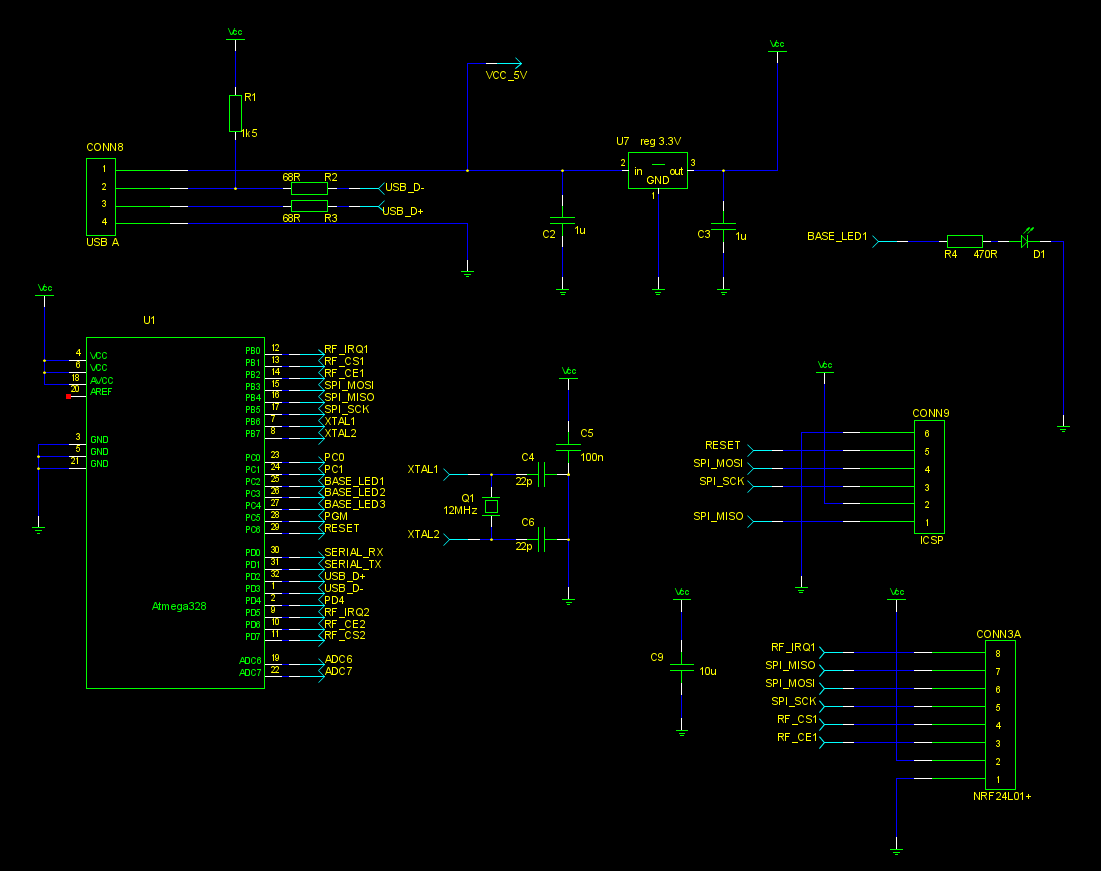 Vcc
R1
1k5
CONN8
1
2
3
4
USB A
68R R2
68R R3
USB_D-
USB_D+
VCC_5V
Vcc
U7 reg 3.3V
2
in
out
3
GND
1
C2
1u
C3
1u
BASE_LED1
R4 470R
D1
Vcc
U1
4 VCC
6 VCC
18 AVCC
20 AREF
3 GND
5 GND
21 GND
Atmega328
PB0 12 RF_IRQ1
PB1 13 RF_CS1
PB2 14 RF_CE1
PB3 15 SPI_MOSI
PB4 16 SPI_MISO
PB5 17 SPI_SCK
PB6 7 XTAL1
PB7 8 XTAL2
PC0 23 PC0
PC1 24 PC1
PC2 25 BASE_LED1
PC3 26 BASE_LED2
PC4 27 BASE_LED3
PC5 28 PGM
PC6 29 RESET
PD0 30 SERIAL_RX
PD1 31 SERIAL_TX
PD2 32 USB_D+
PD3 1 USB_D-
PD4 2 PD4
PD5 9 RF_IRQ2
PD6 10 RF_CE2
PD7 11 RF_CS2
ADC6 19 ADC6
ADC7 22 ADC7
Vcc
C5
100n
XTAL1
C4
22p
Q1
12MHz
XTAL2
C6
22p
Vcc
CONN9
6
RESET 5
SPI_MOSI 4
SPI_SCK 3
2
SPI_MISO 1
ICSP
Vcc
C9
10u
Vcc
CONN3A
RF_IRQ1 8
SPI_MISO 7
SPI_MOSI 6
SPI_SCK 5
RF_CS1 4
RF_CE1 3
2
1
NRF24L01+